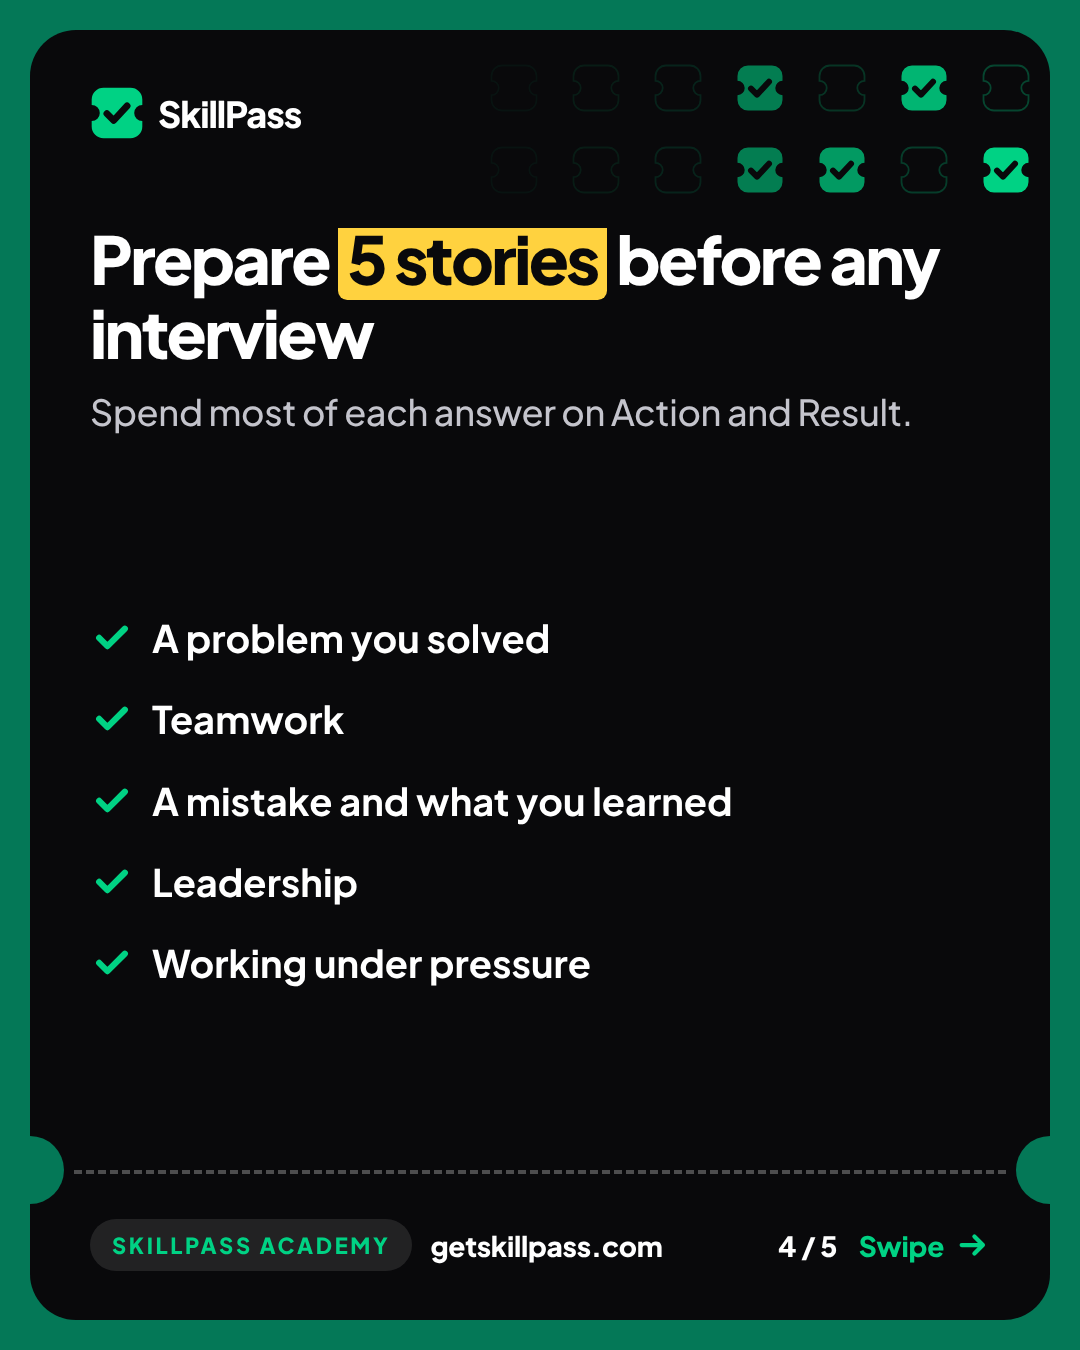 SkillPass
Prepare 5 stories before any
interview
Spend most of each answer on Action and Result.
A problem you solved
Teamwork
A mistake and what you learned
Leadership
Working under pressure
SKILLPASS ACADEMY getskillpass.com 4 / 5 Swipe →